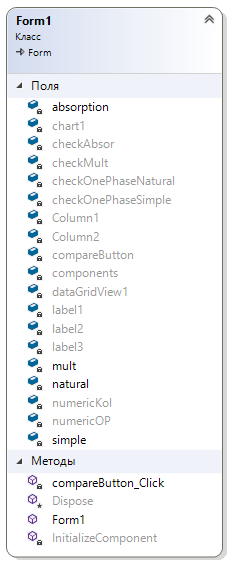 Form1
Класс
Form
Поля
absorption
chart1
checkAbsor
checkMult
checkOnePhaseNatural
checkOnePhaseSimple
Column1
Column2
compareButton
components
dataGridView1
label1
label2
label3
mult
natural
numericKol
numericOP
simple
Методы
compareButton_Click
Dispose
Form1
InitializeComponent